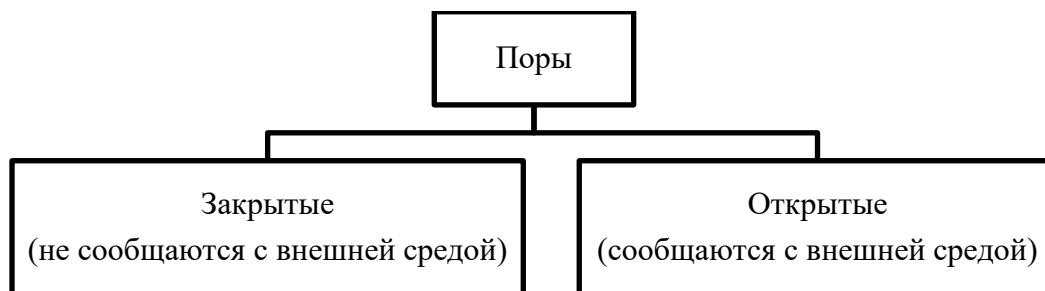 Поры
Закрытые
(не сообщаются с внешней средой)
Открытые
(сообщаются с внешней средой)